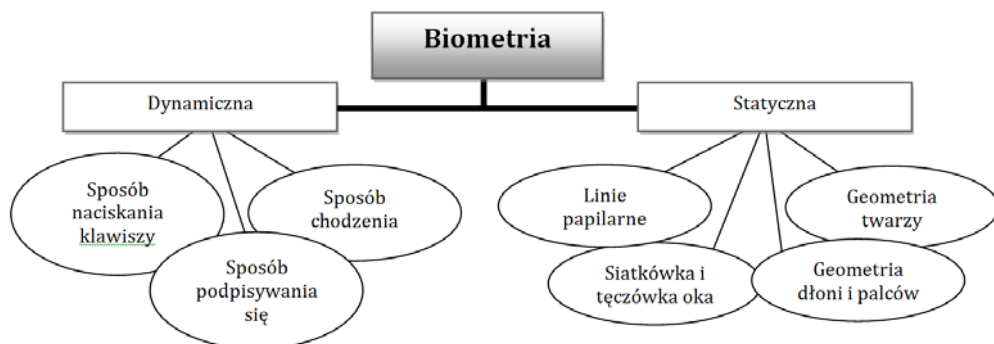 Biometria
Dynamiczna
Statyczna
Sposób
naciskania
klawiszy
Sposób
chodzenia
Sposób
podpisywania
się
Linie
papilarne
Geometria
twarzy
Siatkówka i
tęczówka oka
Geometria
dłoni i palców